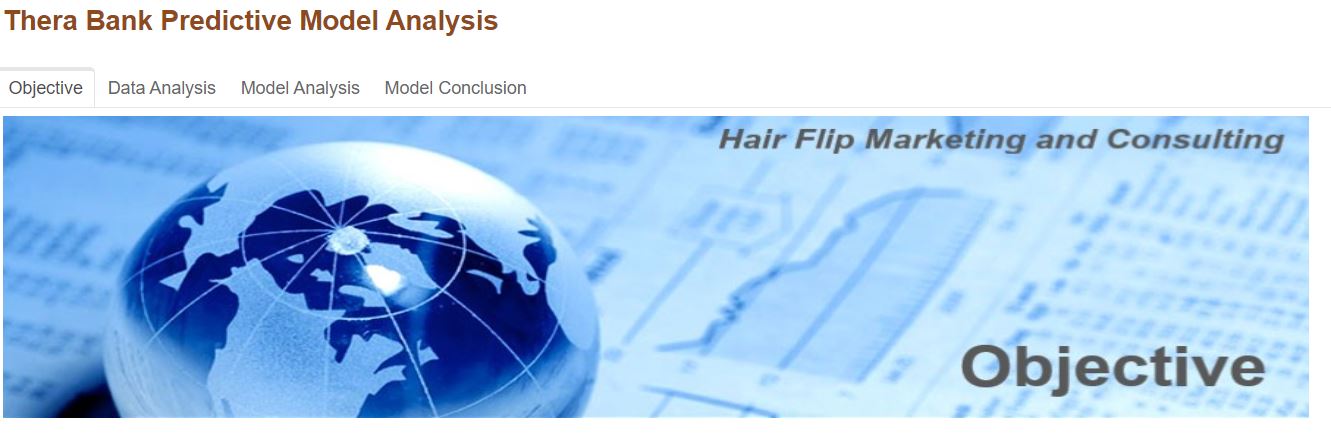 Thera Bank Predictive Model Analysis
Objective Data Analysis Model Analysis Model Conclusion
Hair Flip Marketing and Consulting
Objective